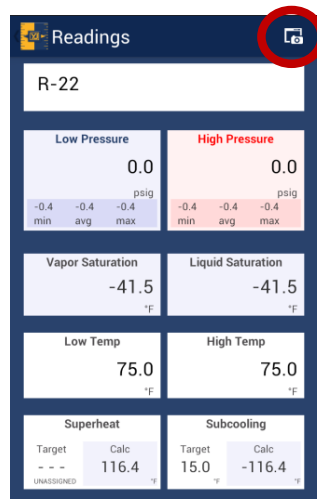 Readings
R-22
Low Pressure High Pressure
0.0 0.0
psig psig
-0.4 -0.4 -0.4 -0.4 -0.4 -0.4
min avg max min avg max
Vapor Saturation Liquid Saturation
-41.5 -41.5
°F °F
Low Temp High Temp
75.0 75.0
°F °F
Superheat Subcooling
Target Calc Target Calc
- - - 116.4 15.0 -116.4
UNASSIGNED °F °F °F